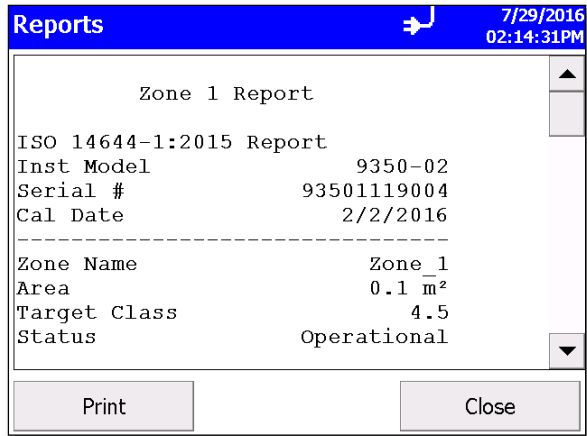 Reports
7/29/2016
02:14:31PM
Zone 1 Report
ISO 14644-1:2015 Report
Inst Model 9350-02
Serial # 93501119004
Cal Date 2/2/2016
--------------------------------
Zone Name Zone_1
Area 0.1 m²
Target Class 4.5
Status Operational
Print
Close